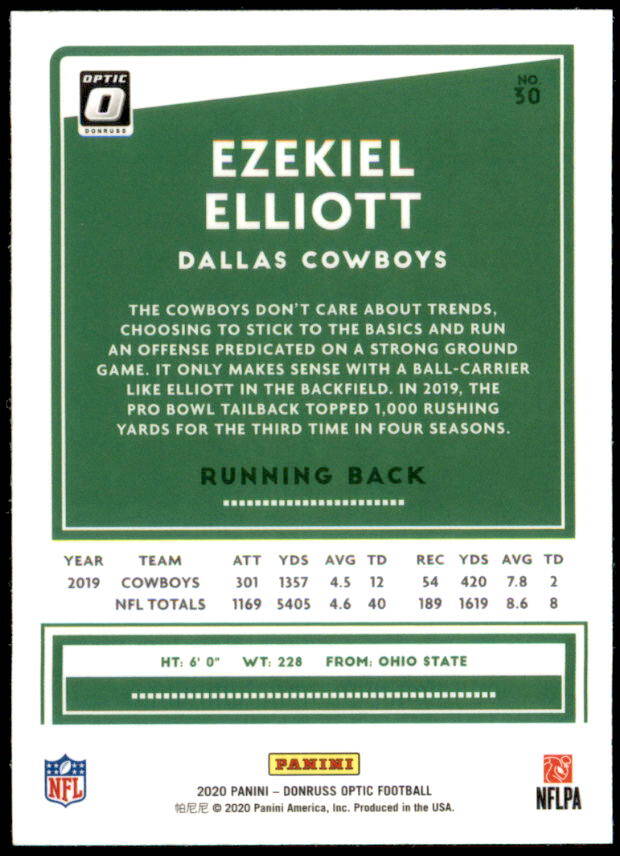 OPTIC
O
DONRUSS
NO.
30
EZEKIEL
ELLIOTT
DALLAS COWBOYS
THE COWBOYS DON'T CARE ABOUT TRENDS,
CHOOSING TO STICK TO THE BASICS AND RUN
AN OFFENSE PREDICATED ON A STRONG GROUND
GAME. IT ONLY MAKES SENSE WITH A BALL-CARRIER
LIKE ELLIOTT IN THE BACKFIELD. IN 2019, THE
PRO BOWL TAILBACK TOPPED 1,000 RUSHING
YARDS FOR THE THIRD TIME IN FOUR SEASONS.
RUNNING BACK
YEAR TEAM ATT YDS AVG TD REC YDS AVG TD
2019 COWBOYS 301 1357 4.5 12 54 420 7.8 2
NFL TOTALS 1169 5405 4.6 40 189 1619 8.6 8
HT: 6' 0" WT: 228 FROM: OHIO STATE
PANINI
2020 PANINI – DONRUSS OPTIC FOOTBALL
帕尼尼 © 2020 Panini America, Inc. Produced in the USA.
NFL
NFLPA